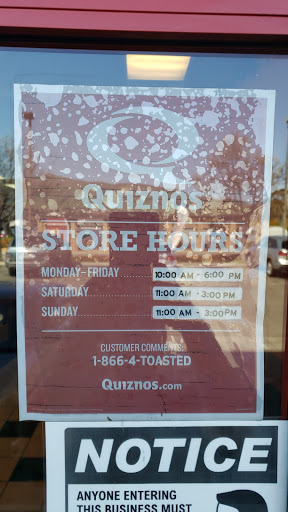 Quiznos
STORE HOURS
MONDAY–FRIDAY 10:00 AM - 6:00 PM
SATURDAY 11:00 AM - 3:00 PM
SUNDAY 11:00 AM - 3:00 PM
CUSTOMER COMMENTS:
1-866-4-TOASTED
Quiznos.com
NOTICE
ANYONE ENTERING
THIS BUSINESS MUST